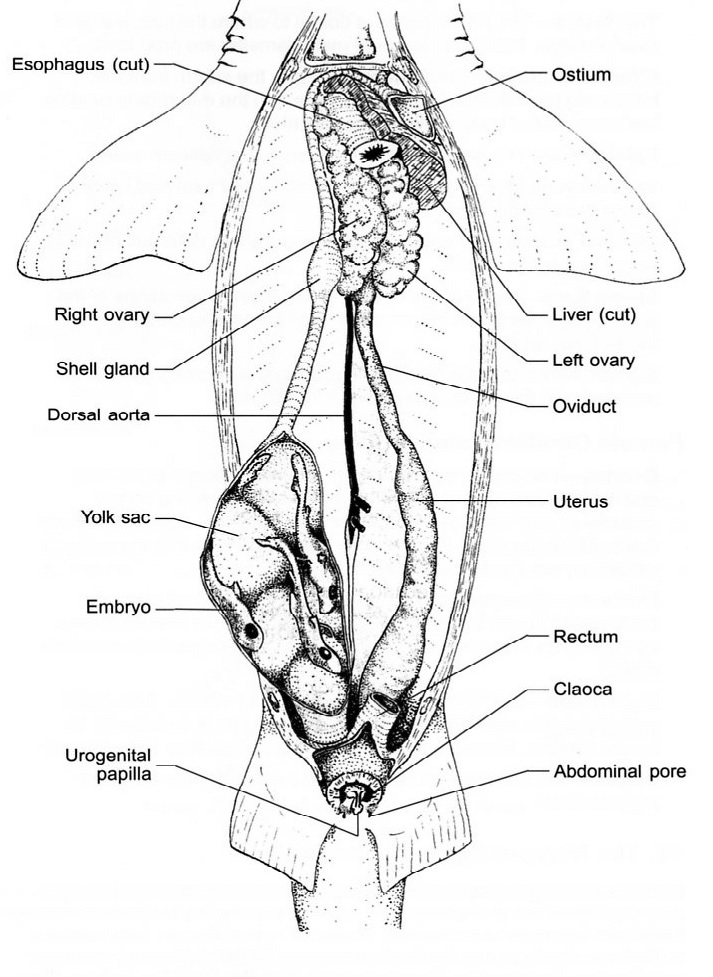 Esophagus (cut)
Ostium
Right ovary
Liver (cut)
Shell gland
Left ovary
Dorsal aorta
Oviduct
Yolk sac
Uterus
Embryo
Rectum
Claoca
Urogenital
papilla
Abdominal pore